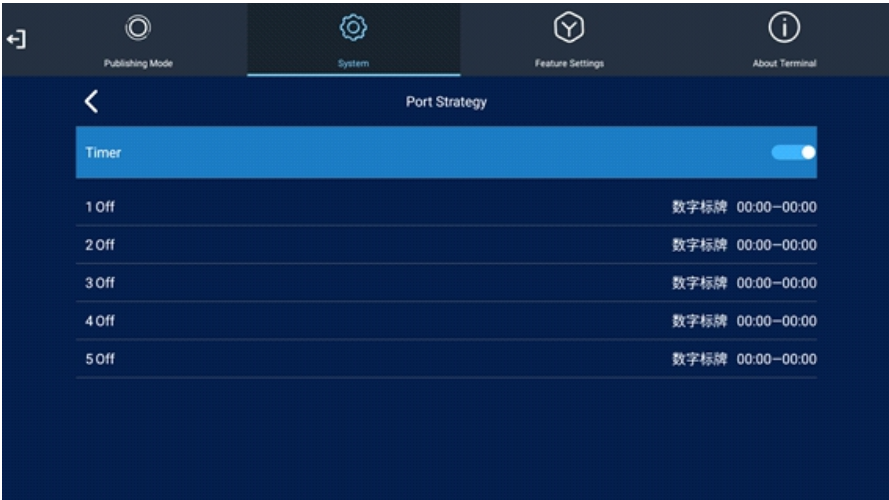 Publishing Mode
System
Feature Settings
About Terminal
Port Strategy
Timer
1 Off 数字标牌 00:00—00:00
2 Off 数字标牌 00:00—00:00
3 Off 数字标牌 00:00—00:00
4 Off 数字标牌 00:00—00:00
5 Off 数字标牌 00:00—00:00